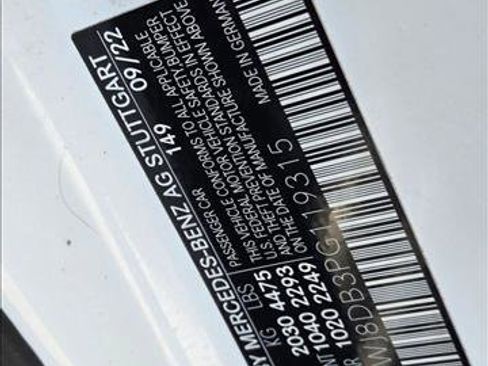 Y MERCEDES-BENZ AG STUTTGART
149 09/22
KG LBS
2030 4475
NT 1040 2293
R 1020 2249
PASSENGER CAR
THIS VEHICLE CONFORMS TO ALL APPLICABLE
FEDERAL MOTOR VEHICLE SAFETY, BUMPER
AND THEFT PREVENTION STANDARDS IN EFFECT
ON THE DATE OF MANUFACTURE SHOWN ABOVE
MADE IN GERMANY
WJ8DB3PG119315